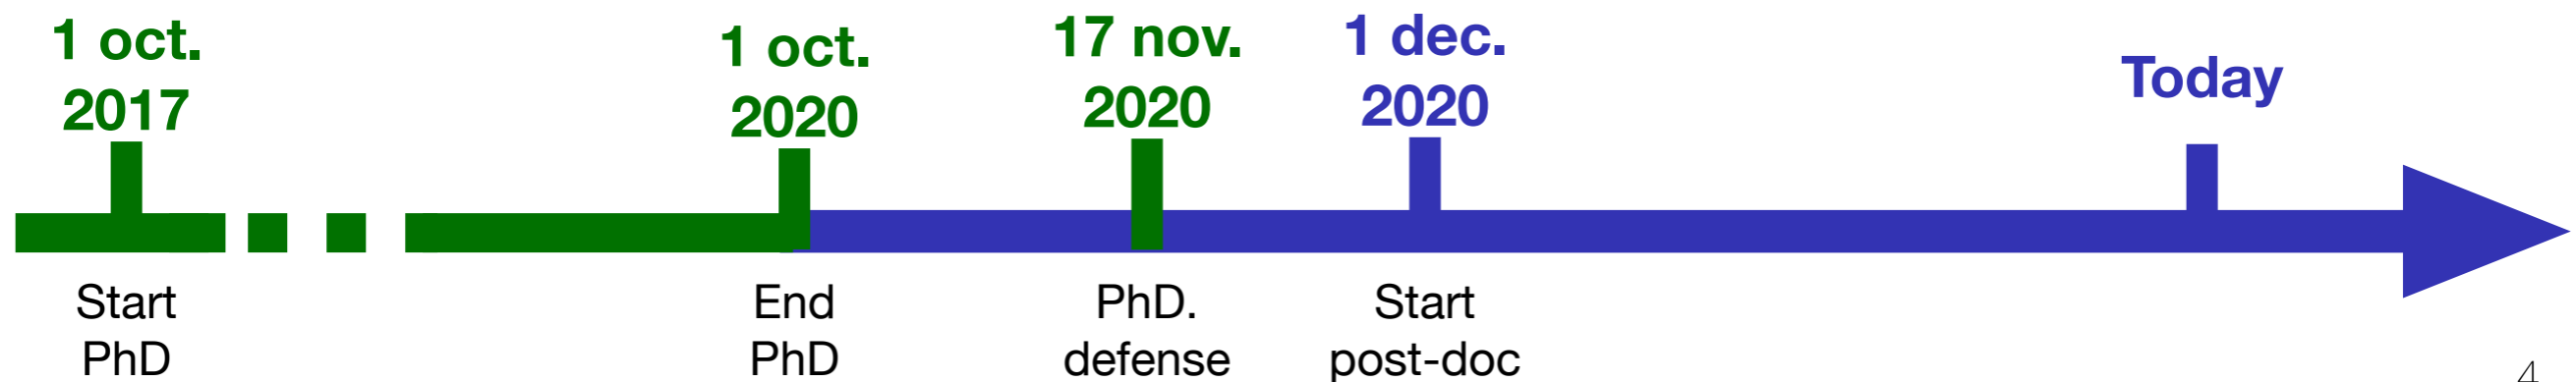 1 oct.
2017
1 oct.
2020
17 nov.
2020
1 dec.
2020
Today
Start
PhD
End
PhD
PhD.
defense
Start
post-doc
4